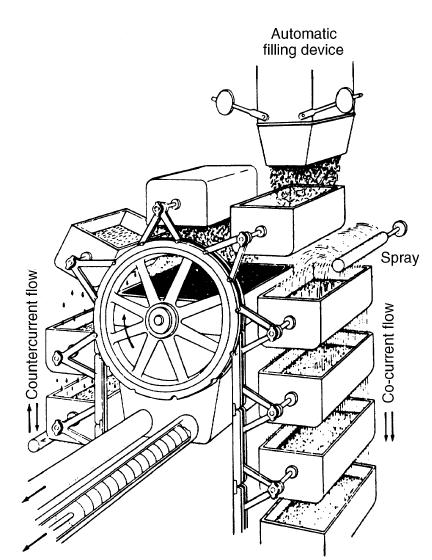 Automatic
filling device
Spray
Countercurrent flow
Co-current flow